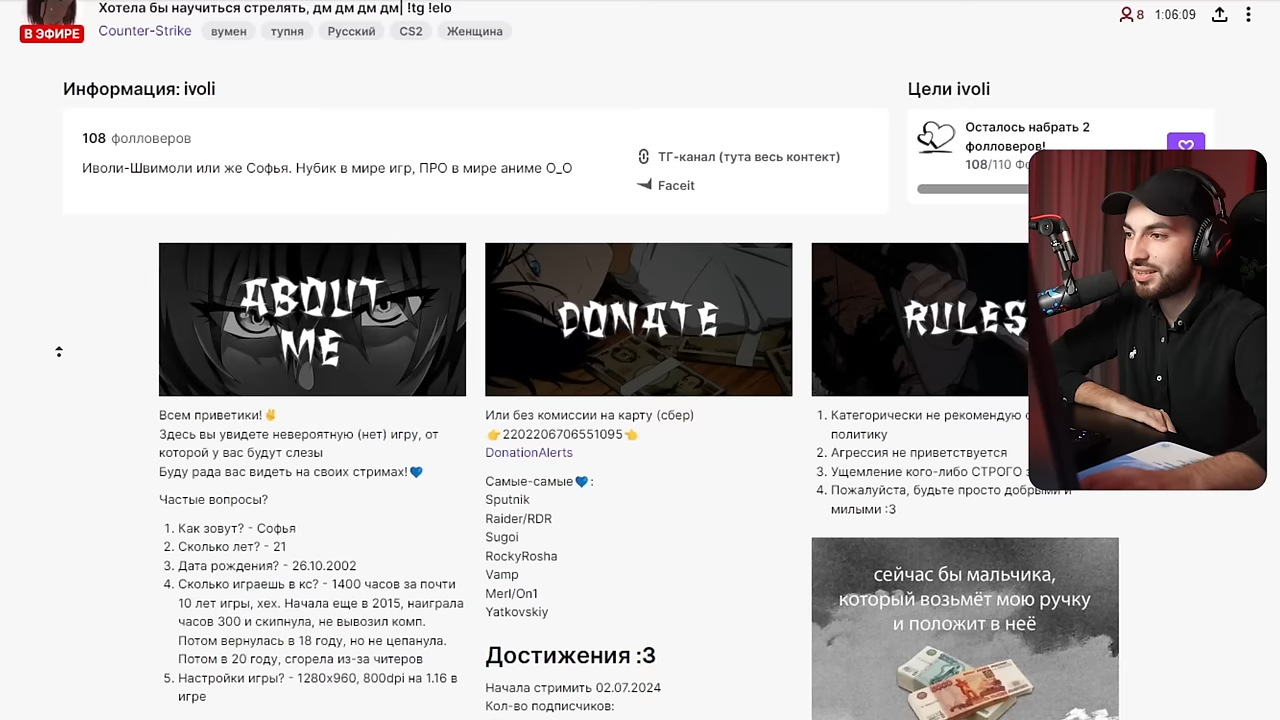 Хотела бы научиться стрелять, дм дм дм дм| !tg !elo
8 1:06:09
В ЭФИРЕ
Counter-Strike вумен тупня Русский CS2 Женщина
Информация: ivoli
108 фолловеров
Иволи-Швимоли или же Софья. Нубик в мире игр, ПРО в мире аниме О_О
ТГ-канал (тута весь контект)
Faceit
Цели ivoli
Осталось набрать 2
фолловеров!
108/110
ABOUT
ME
Всем приветики!✌️
Здесь вы увидете невероятную (нет) игру, от
которой у вас будут слезы
Буду рада вас видеть на своих стримах!💙
Частые вопросы?
1. Как зовут? - Софья
2. Сколько лет? - 21
3. Дата рождения? - 26.10.2002
4. Сколько играешь в кс? - 1400 часов за почти
10 лет игры, хех. Начала еще в 2015, наиграла
часов 300 и скипнула, не вывозил комп.
Потом вернулась в 18 году, но не цепанула.
Потом в 20 году, сгорела из-за читеров
5. Настройки игры? - 1280x960, 800dpi на 1.16 в
игре
DONATE
Или без комиссии на карту (сбер)
👉2202206706551095👈
DonationAlerts
Самые-самые💙:
Sputnik
Raider/RDR
Sugoi
RockyRosha
Vamp
Merl/On1
Yatkovskiy
Достижения :3
Начала стримить 02.07.2024
Кол-во подписчиков:
RULES
1. Категорически не рекомендую
политику
2. Агрессия не приветствуется
3. Ущемление кого-либо СТРОГО
4. Пожалуйста, будьте просто добрыми и
милыми :3
сейчас бы мальчика,
который возьмёт мою ручку
и положит в неё